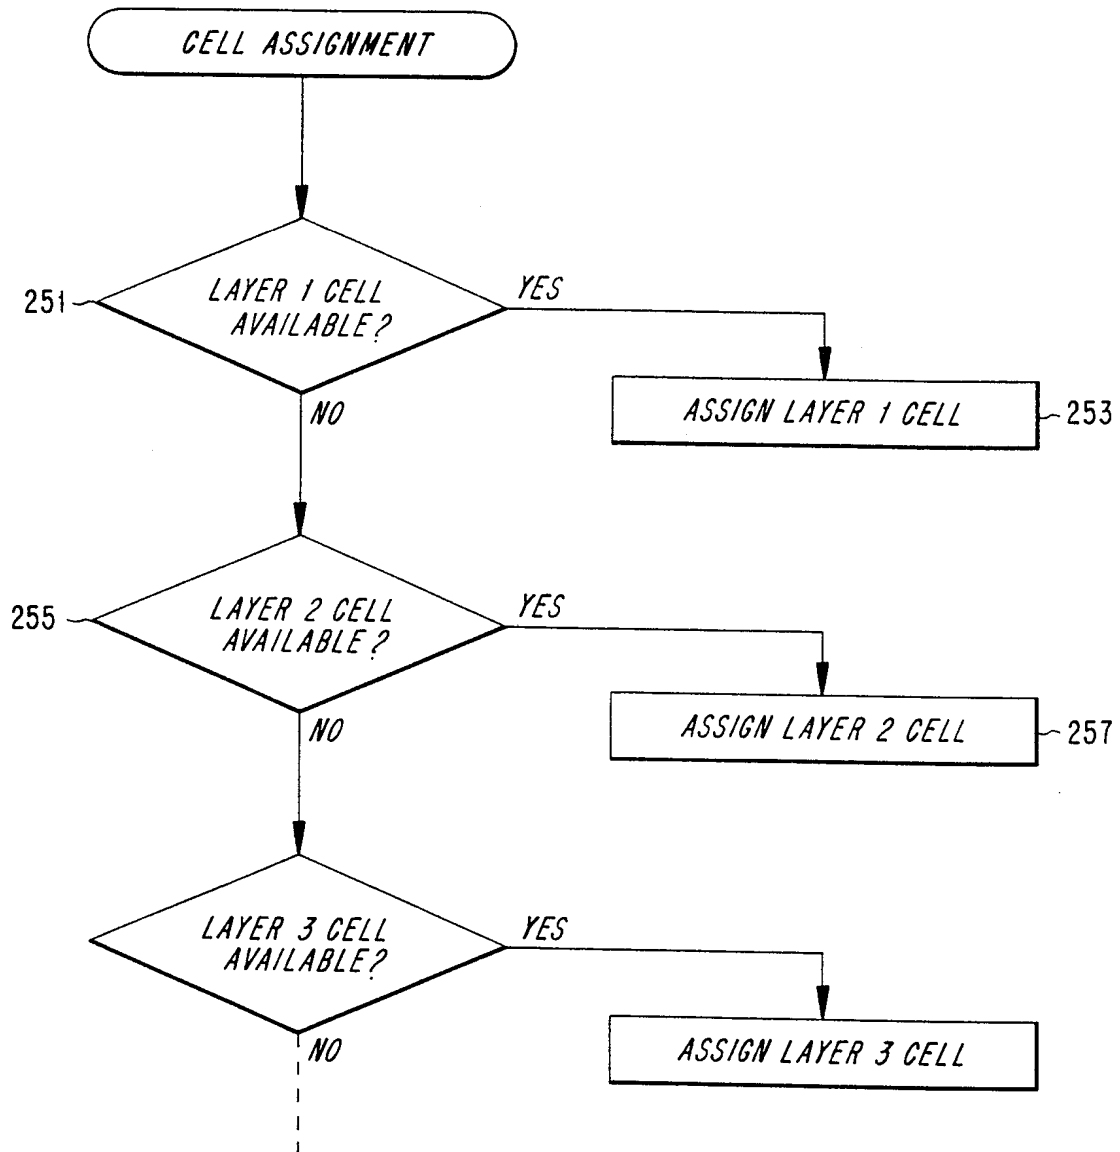 CELL ASSIGNMENT
251
LAYER 1 CELL
AVAILABLE?
YES
NO
ASSIGN LAYER 1 CELL
253
255
LAYER 2 CELL
AVAILABLE?
YES
NO
ASSIGN LAYER 2 CELL
257
LAYER 3 CELL
AVAILABLE?
YES
NO
ASSIGN LAYER 3 CELL